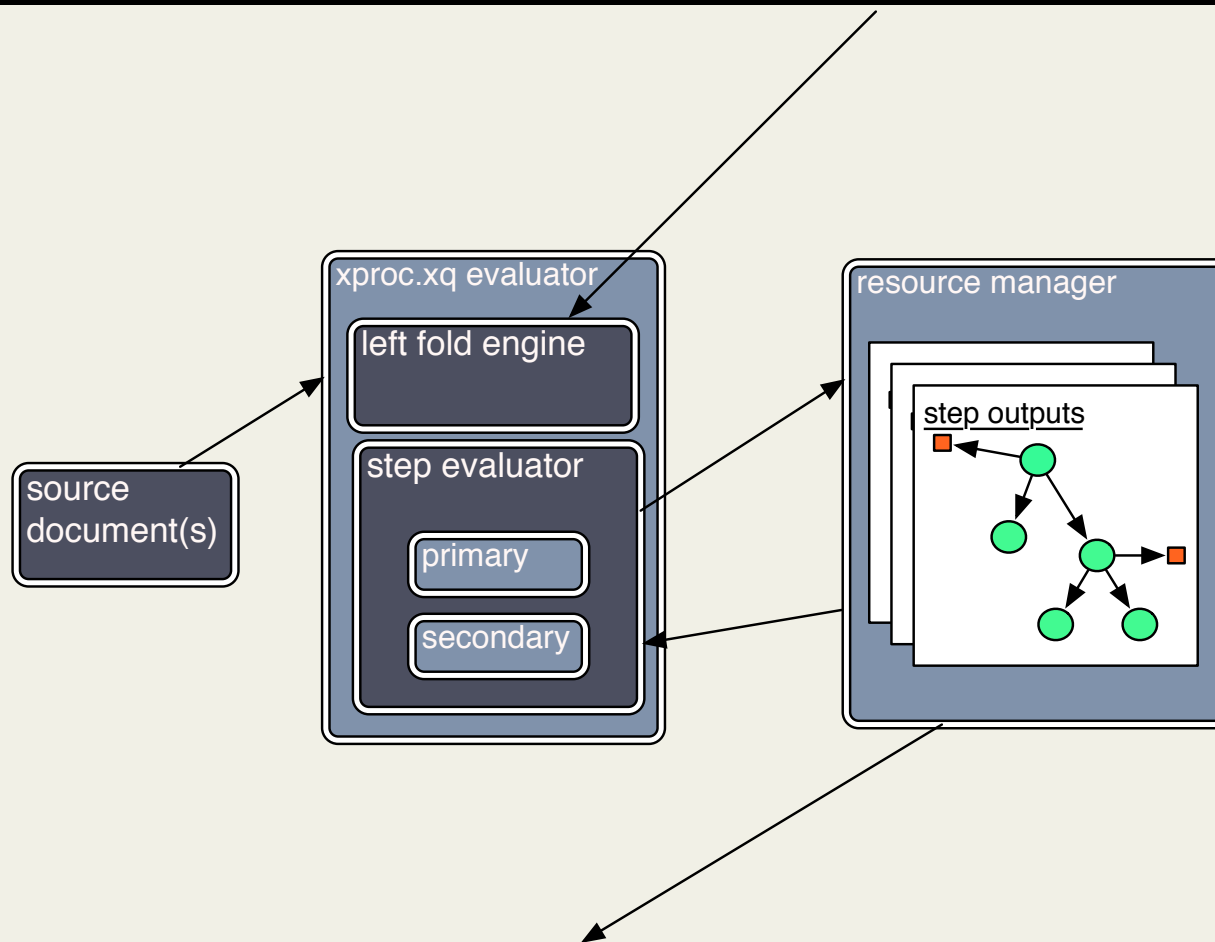 xproc.xq evaluator
left fold engine
step evaluator
primary
secondary
source
document(s)
resource manager
step outputs